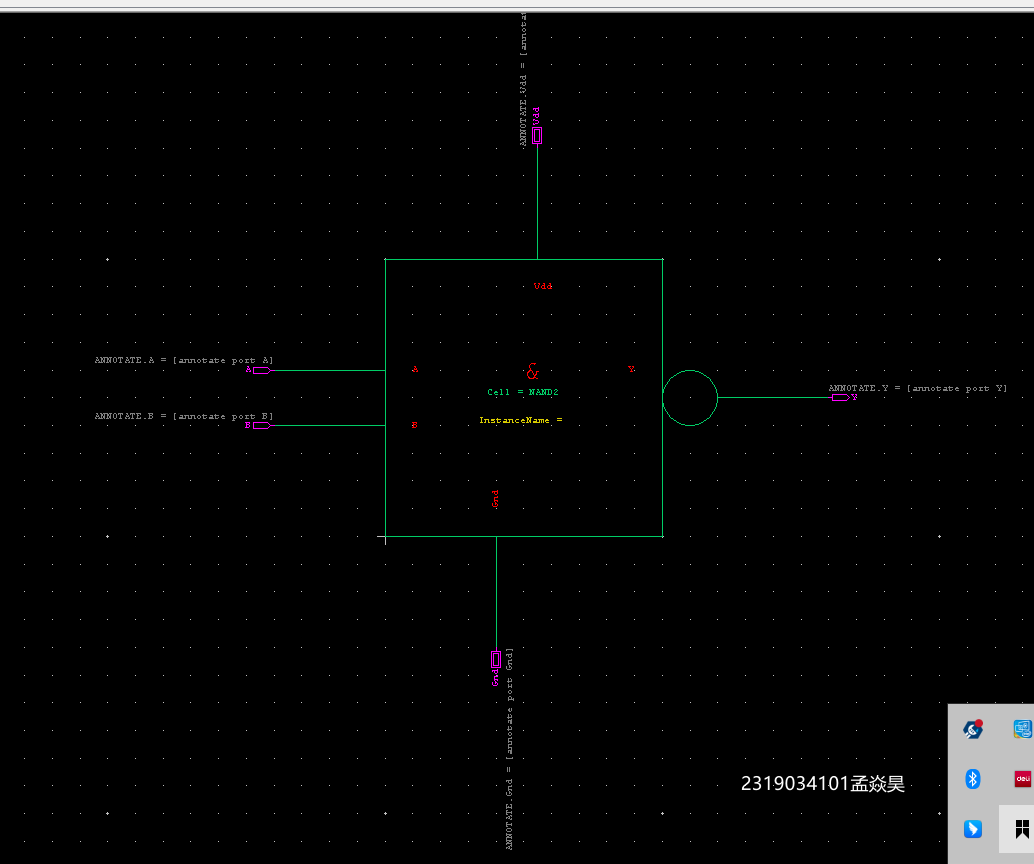 ANNOTATE.Vdd = [annotat
Vdd
Vdd
ANNOTATE.A = [annotate port A]
A
A
&
Y
Cell = NAND2
ANNOTATE.Y = [annotate port Y]
Y
ANNOTATE.B = [annotate port B]
B
InstanceName =
Gnd
Gnd
ANNOTATE.Gnd = [annotate port Gnd]
2319034101孟焱昊
deli